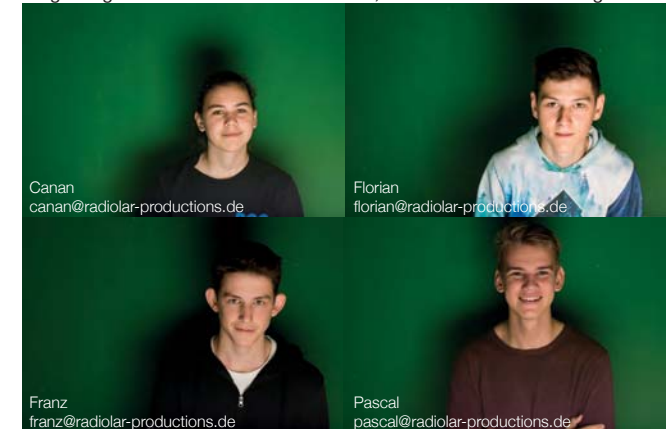 Canan
canan@radiolar-productions.de
Florian
florian@radiolar-productions.de
Franz
franz@radiolar-productions.de
Pascal
pascal@radiolar-productions.de